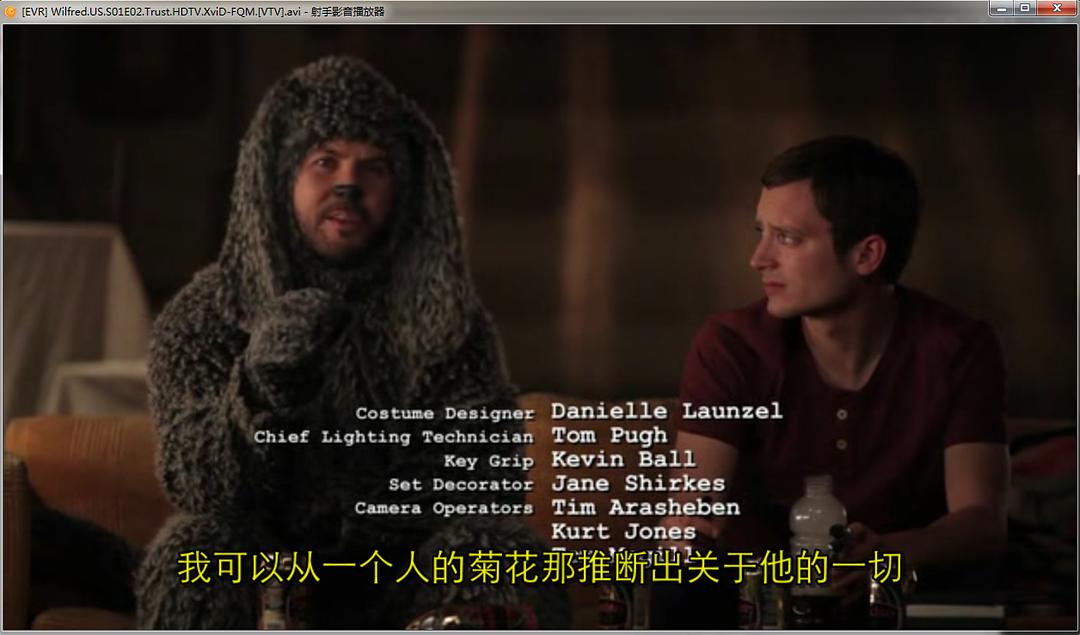 [EVR] Wilfred.US.S01E02.Trust.HDTV.XviD-FQM.[VTV].avi - 射手影音播放器
Costume Designer Danielle Launzel
Chief Lighting Technician Tom Pugh
Key Grip Kevin Ball
Set Decorator Jane Shirkes
Camera Operators Tim Arasheben
Kurt Jones
我可以从一个人的菊花那推断出关于他的一切